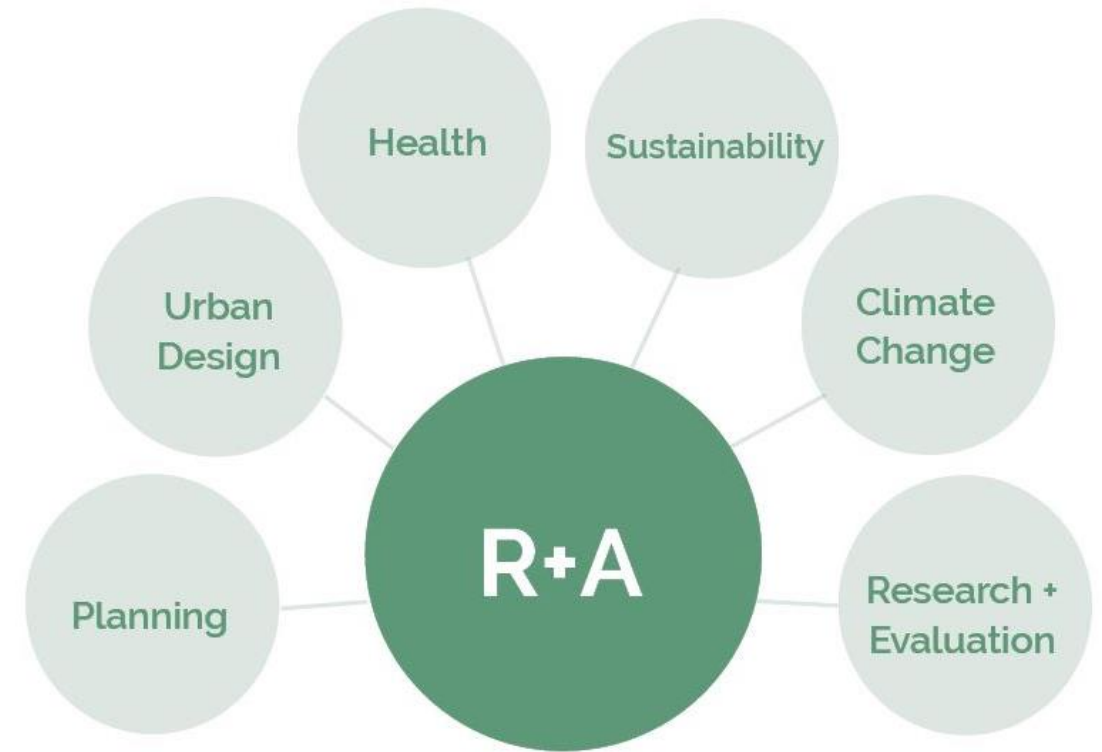 Health
Sustainability
Urban
Design
Climate
Change
R+A
Planning
Research +
Evaluation